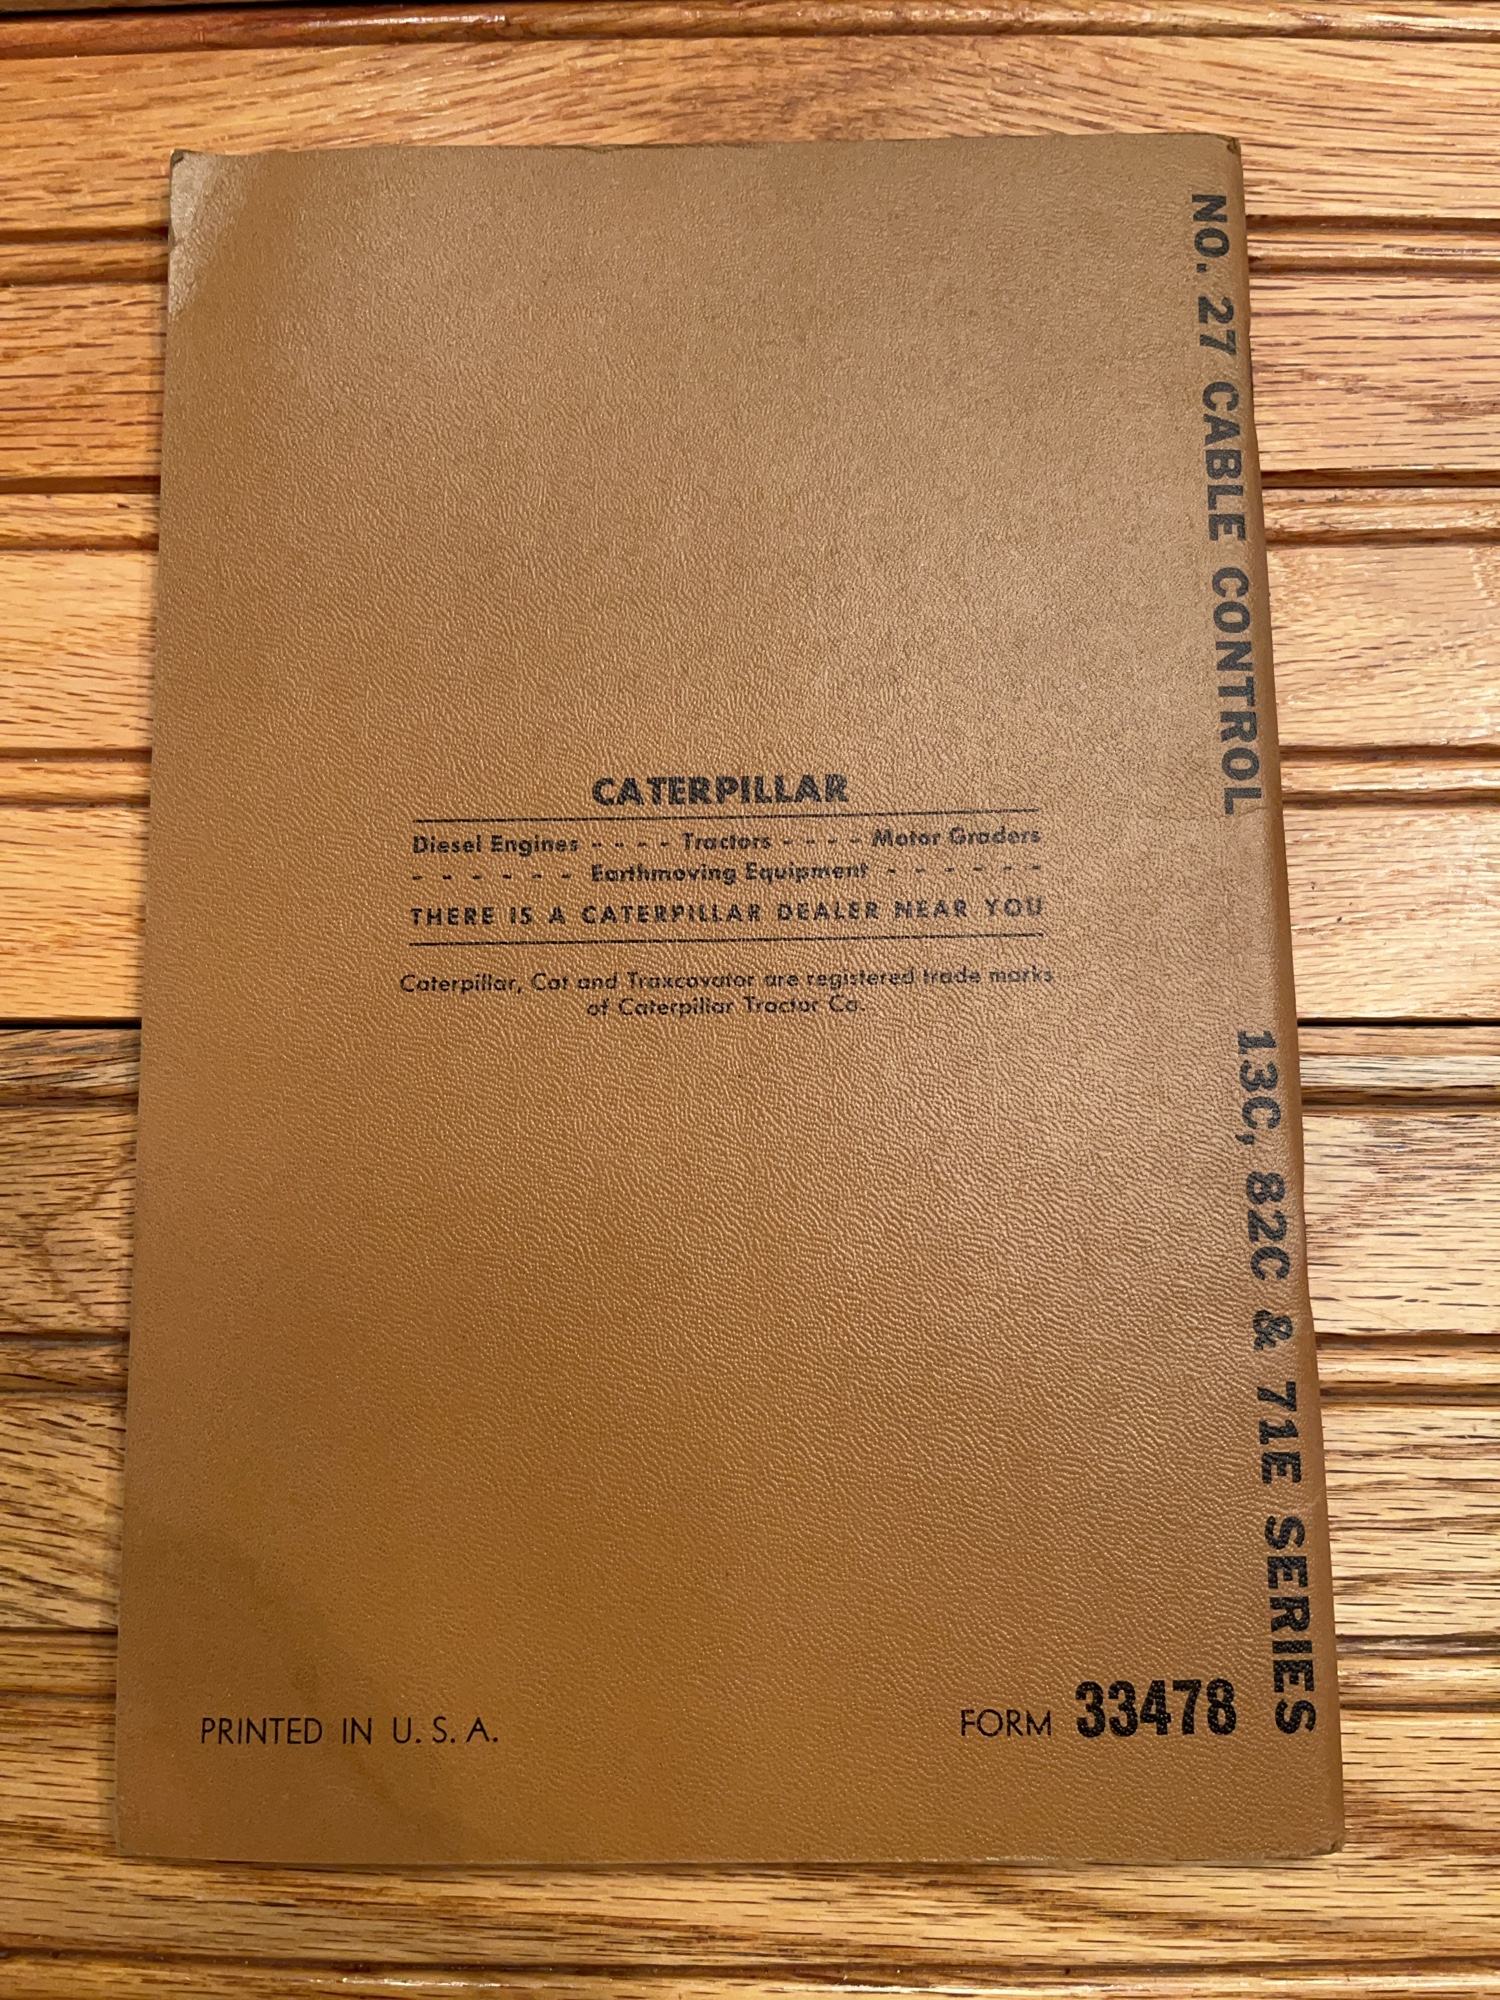 NO. 27 CABLE CONTROL 13C, 82C & 71E SERIES
CATERPILLAR
Diesel Engines - - - - Tractors - - - - Motor Graders
- - - - - - Earthmoving Equipment - - - - - -
THERE IS A CATERPILLAR DEALER NEAR YOU
Caterpillar, Cat and Traxcavator are registered trade marks
of Caterpillar Tractor Co.
PRINTED IN U. S. A.
FORM 33478